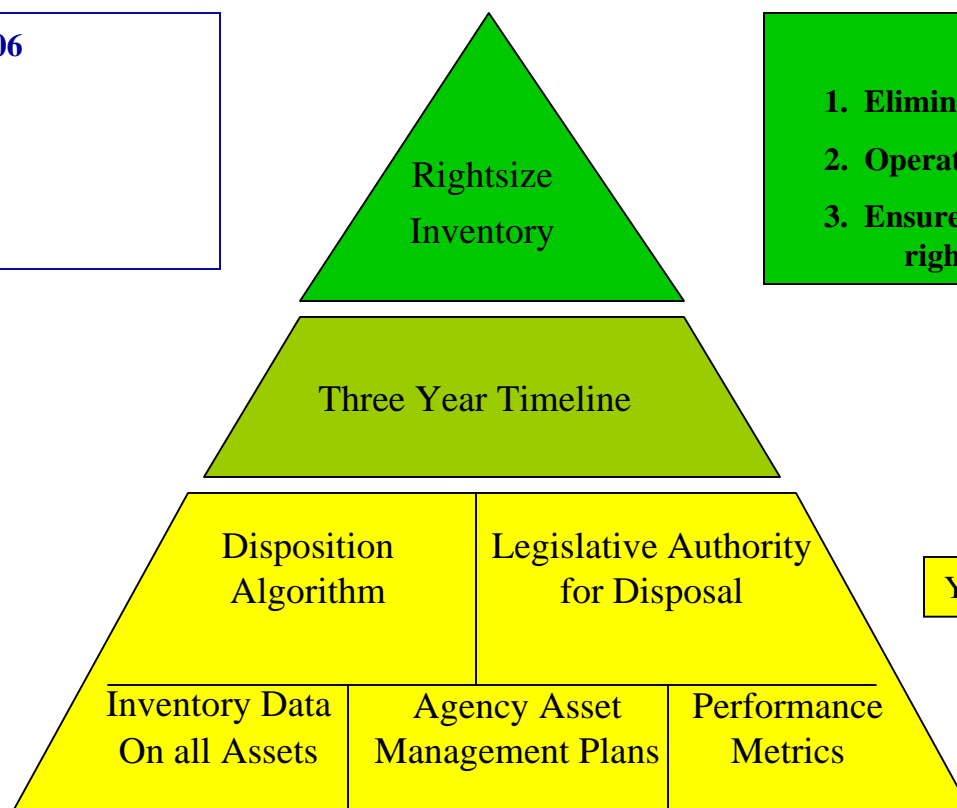 06
Rightsize
Inventory
1. Elimin
2. Operat
3. Ensure
righ
Three Year Timeline
Disposition
Algorithm
Legislative Authority
for Disposal
Y
Inventory Data
On all Assets
Agency Asset
Management Plans
Performance
Metrics